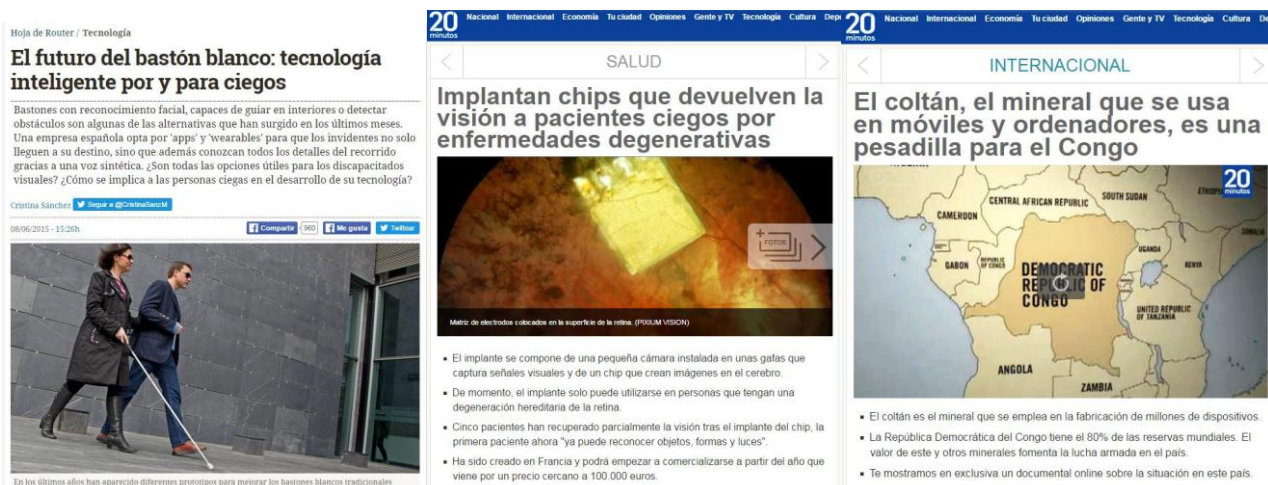 Hoja de Router / Tecnología
El futuro del bastón blanco: tecnología
inteligente por y para ciegos
Bastones con reconocimiento facial, capaces de guiar en interiores o detectar
obstáculos son algunas de las alternativas que han surgido en los últimos meses.
Una empresa española opta por 'apps' y 'wearables' para que los invidentes no solo
lleguen a su destino, sino que además conozcan todos los detalles del recorrido
gracias a una voz sintética. ¿Son todas las opciones útiles para los discapacitados
visuales? ¿Cómo se implica a las personas ciegas en el desarrollo de su tecnología?
Cristina Sánchez Seguir a @CristinaSanzM
08/06/2015 - 15:26h
Compartir 960 Me gusta Twittear
En los últimos años han aparecido diferentes prototipos para mejorar los bastones blancos tradicionales
20
minutos
Nacional Internacional Economía Tu ciudad Opiniones Gente y TV Tecnología Cultura Depo
SALUD
Implantan chips que devuelven la
visión a pacientes ciegos por
enfermedades degenerativas
FOTOS
Matriz de electrodos colocados en la superficie de la retina. (PIXIUM VISION)
▪ El implante se compone de una pequeña cámara instalada en unas gafas que
captura señales visuales y de un chip que crean imágenes en el cerebro.
▪ De momento, el implante solo puede utilizarse en personas que tengan una
degeneración hereditaria de la retina.
▪ Cinco pacientes han recuperado parcialmente la visión tras el implante del chip, la
primera paciente ahora "ya puede reconocer objetos, formas y luces".
▪ Ha sido creado en Francia y podrá empezar a comercializarse a partir del año que
viene por un precio cercano a 100.000 euros.
20
minutos
Nacional Internacional Economía Tu ciudad Opiniones Gente y TV Tecnología Cultura De
INTERNACIONAL
El coltán, el mineral que se usa
en móviles y ordenadores, es una
pesadilla para el Congo
20
minutos
CENTRAL AFRICAN REPUBLIC
SOUTH SUDAN
ETHIOPIA
CAMEROON
SOMALIA
UGANDA
KENYA
GABON
REPUBLIC
OF CONGO
DEMOCRATIC
REPUBLIC OF
CONGO
UNITED REPUBLIC
OF TANZANIA
ANGOLA
ZAMBIA
▪ El coltán es el mineral que se emplea en la fabricación de millones de dispositivos.
▪ La República Democrática del Congo tiene el 80% de las reservas mundiales. El
valor de este y otros minerales fomenta la lucha armada en el país.
▪ Te mostramos en exclusiva un documental online sobre la situación en este país.